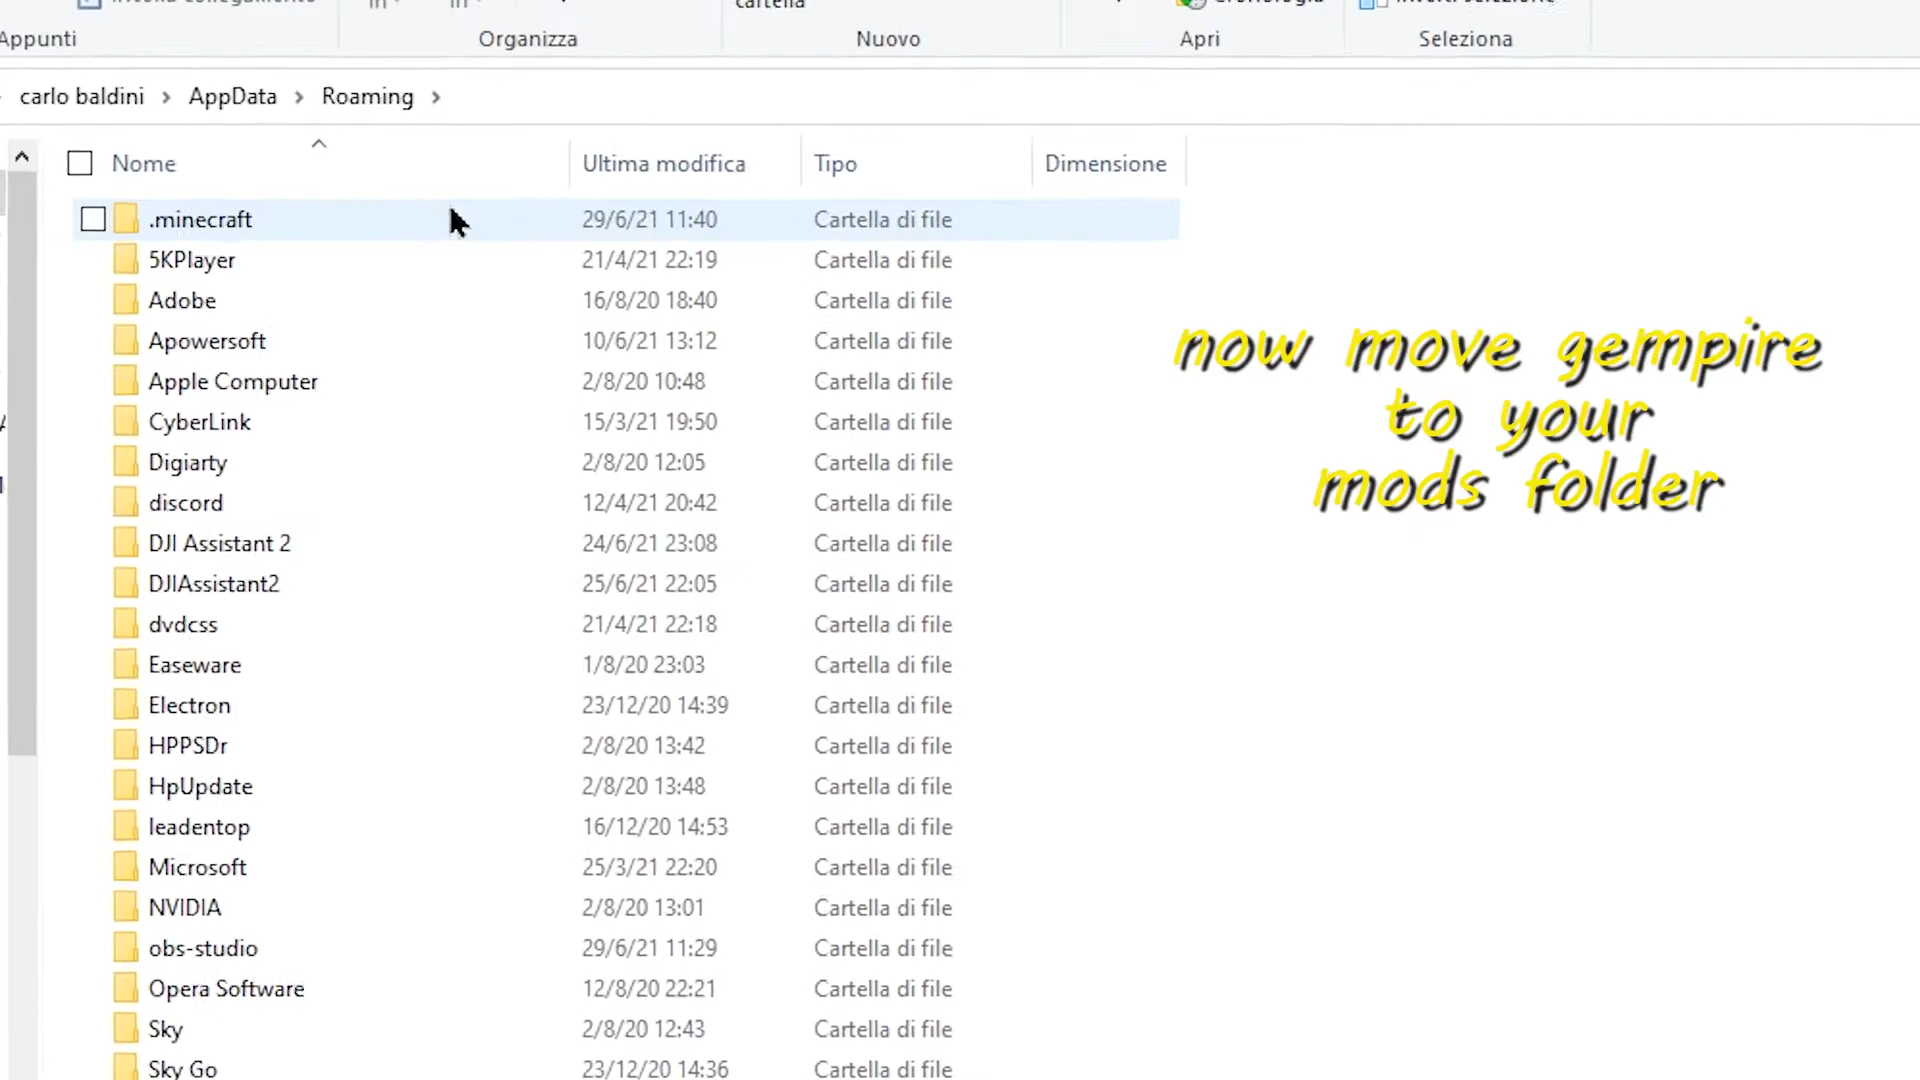 cartella
Appunti
Organizza
Nuovo
Apri
Seleziona
carlo baldini > AppData > Roaming >
Nome Ultima modifica Tipo Dimensione
.minecraft 29/6/21 11:40 Cartella di file
5KPlayer 21/4/21 22:19 Cartella di file
Adobe 16/8/20 18:40 Cartella di file
Apowersoft 10/6/21 13:12 Cartella di file
Apple Computer 2/8/20 10:48 Cartella di file
CyberLink 15/3/21 19:50 Cartella di file
Digiarty 2/8/20 12:05 Cartella di file
discord 12/4/21 20:42 Cartella di file
DJI Assistant 2 24/6/21 23:08 Cartella di file
DJIAssistant2 25/6/21 22:05 Cartella di file
dvdcss 21/4/21 22:18 Cartella di file
Easeware 1/8/20 23:03 Cartella di file
Electron 23/12/20 14:39 Cartella di file
HPPSDr 2/8/20 13:42 Cartella di file
HpUpdate 2/8/20 13:48 Cartella di file
leadentop 16/12/20 14:53 Cartella di file
Microsoft 25/3/21 22:20 Cartella di file
NVIDIA 2/8/20 13:01 Cartella di file
obs-studio 29/6/21 11:29 Cartella di file
Opera Software 12/8/20 22:21 Cartella di file
Sky 2/8/20 12:43 Cartella di file
Sky Go 23/12/20 14:36 Cartella di file
now move gempire
to your
mods folder